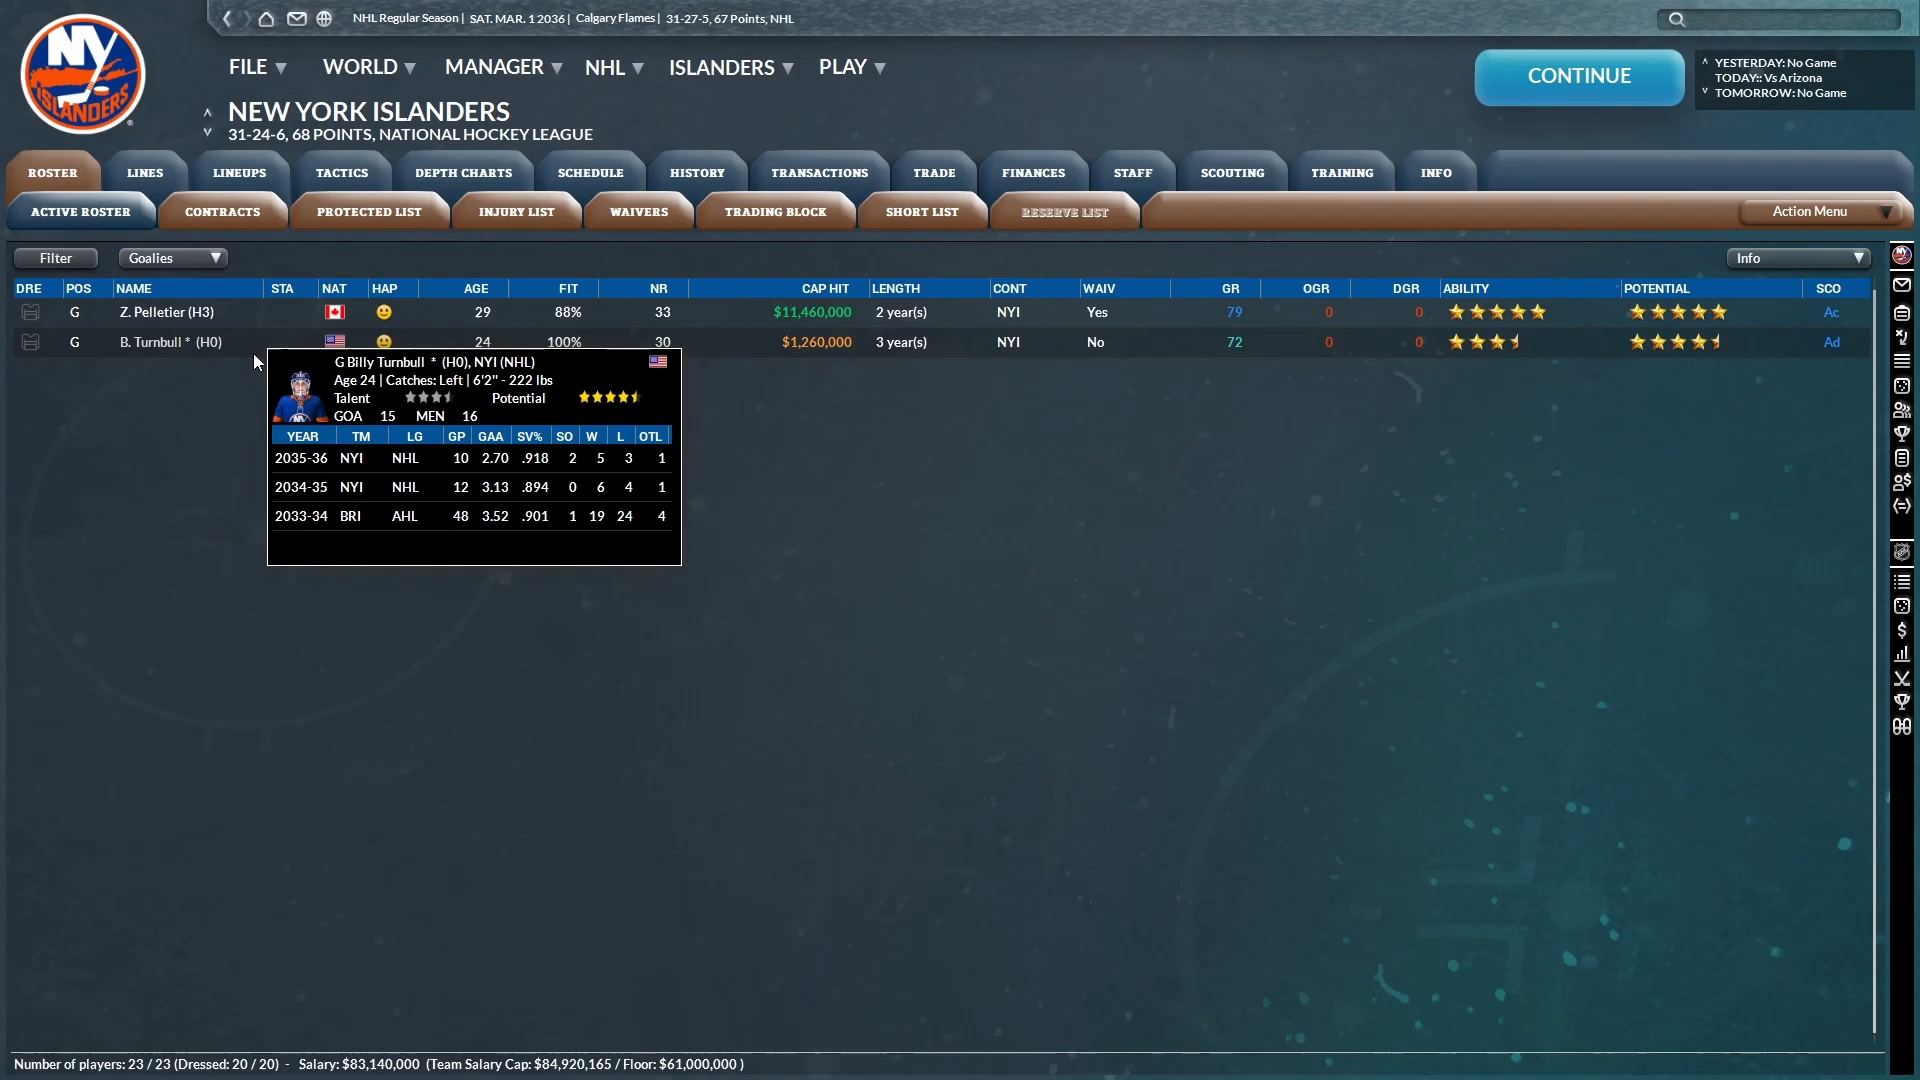 NHL Regular Season | SAT. MAR. 1 2036 | Calgary Flames | 31-27-5, 67 Points, NHL
NY ISLANDERS
FILE WORLD MANAGER NHL ISLANDERS PLAY
CONTINUE
YESTERDAY: No Game
TODAY:: Vs Arizona
TOMORROW: No Game
NEW YORK ISLANDERS
31-24-6, 68 POINTS, NATIONAL HOCKEY LEAGUE
ROSTER LINES LINEUPS TACTICS DEPTH CHARTS SCHEDULE HISTORY TRANSACTIONS TRADE FINANCES STAFF SCOUTING TRAINING INFO
ACTIVE ROSTER CONTRACTS PROTECTED LIST INJURY LIST WAIVERS TRADING BLOCK SHORT LIST RESERVE LIST Action Menu
Filter Goalies Info
DRE POS NAME STA NAT HAP AGE FIT NR CAP HIT LENGTH CONT WAIV GR OGR DGR ABILITY POTENTIAL SCO
G Z. Pelletier (H3) 29 88% 33 $11,460,000 2 year(s) NYI Yes 79 0 0 Ac
G B. Turnbull * (H0) 24 100% 30 $1,260,000 3 year(s) NYI No 72 0 0 Ad
G Billy Turnbull * (H0), NYI (NHL)
Age 24 | Catches: Left | 6'2" - 222 lbs
Talent Potential
GOA 15 MEN 16
YEAR TM LG GP GAA SV% SO W L OTL
2035-36 NYI NHL 10 2.70 .918 2 5 3 1
2034-35 NYI NHL 12 3.13 .894 0 6 4 1
2033-34 BRI AHL 48 3.52 .901 1 19 24 4
Number of players: 23 / 23 (Dressed: 20 / 20) - Salary: $83,140,000 (Team Salary Cap: $84,920,165 / Floor: $61,000,000 )